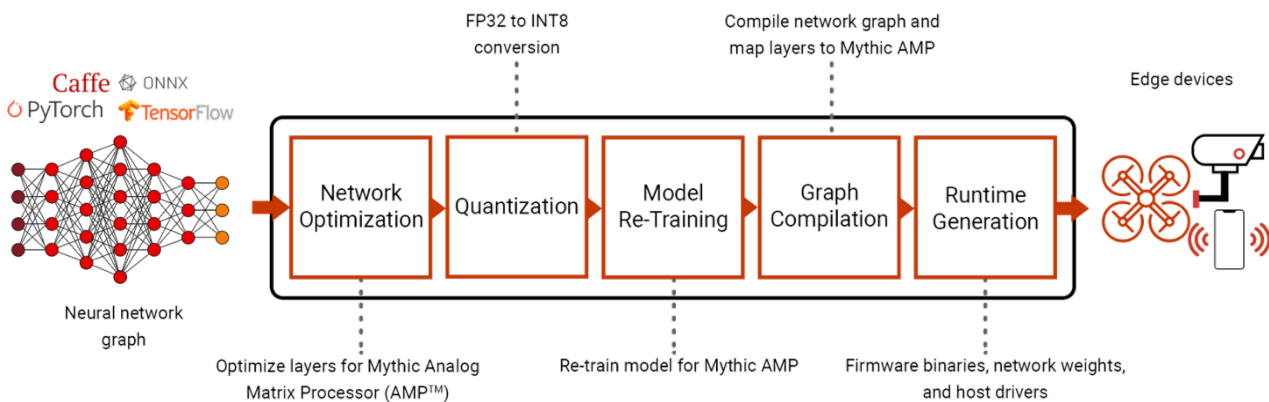 FP32 to INT8
conversion
Compile network graph and
map layers to Mythic AMP
Edge devices
Caffe
ONNX
PyTorch
TensorFlow
Network
Optimization
Quantization
Model
Re-Training
Graph
Compilation
Runtime
Generation
Neural network
graph
Optimize layers for Mythic Analog
Matrix Processor (AMP™)
Re-train model for Mythic AMP
Firmware binaries, network weights,
and host drivers